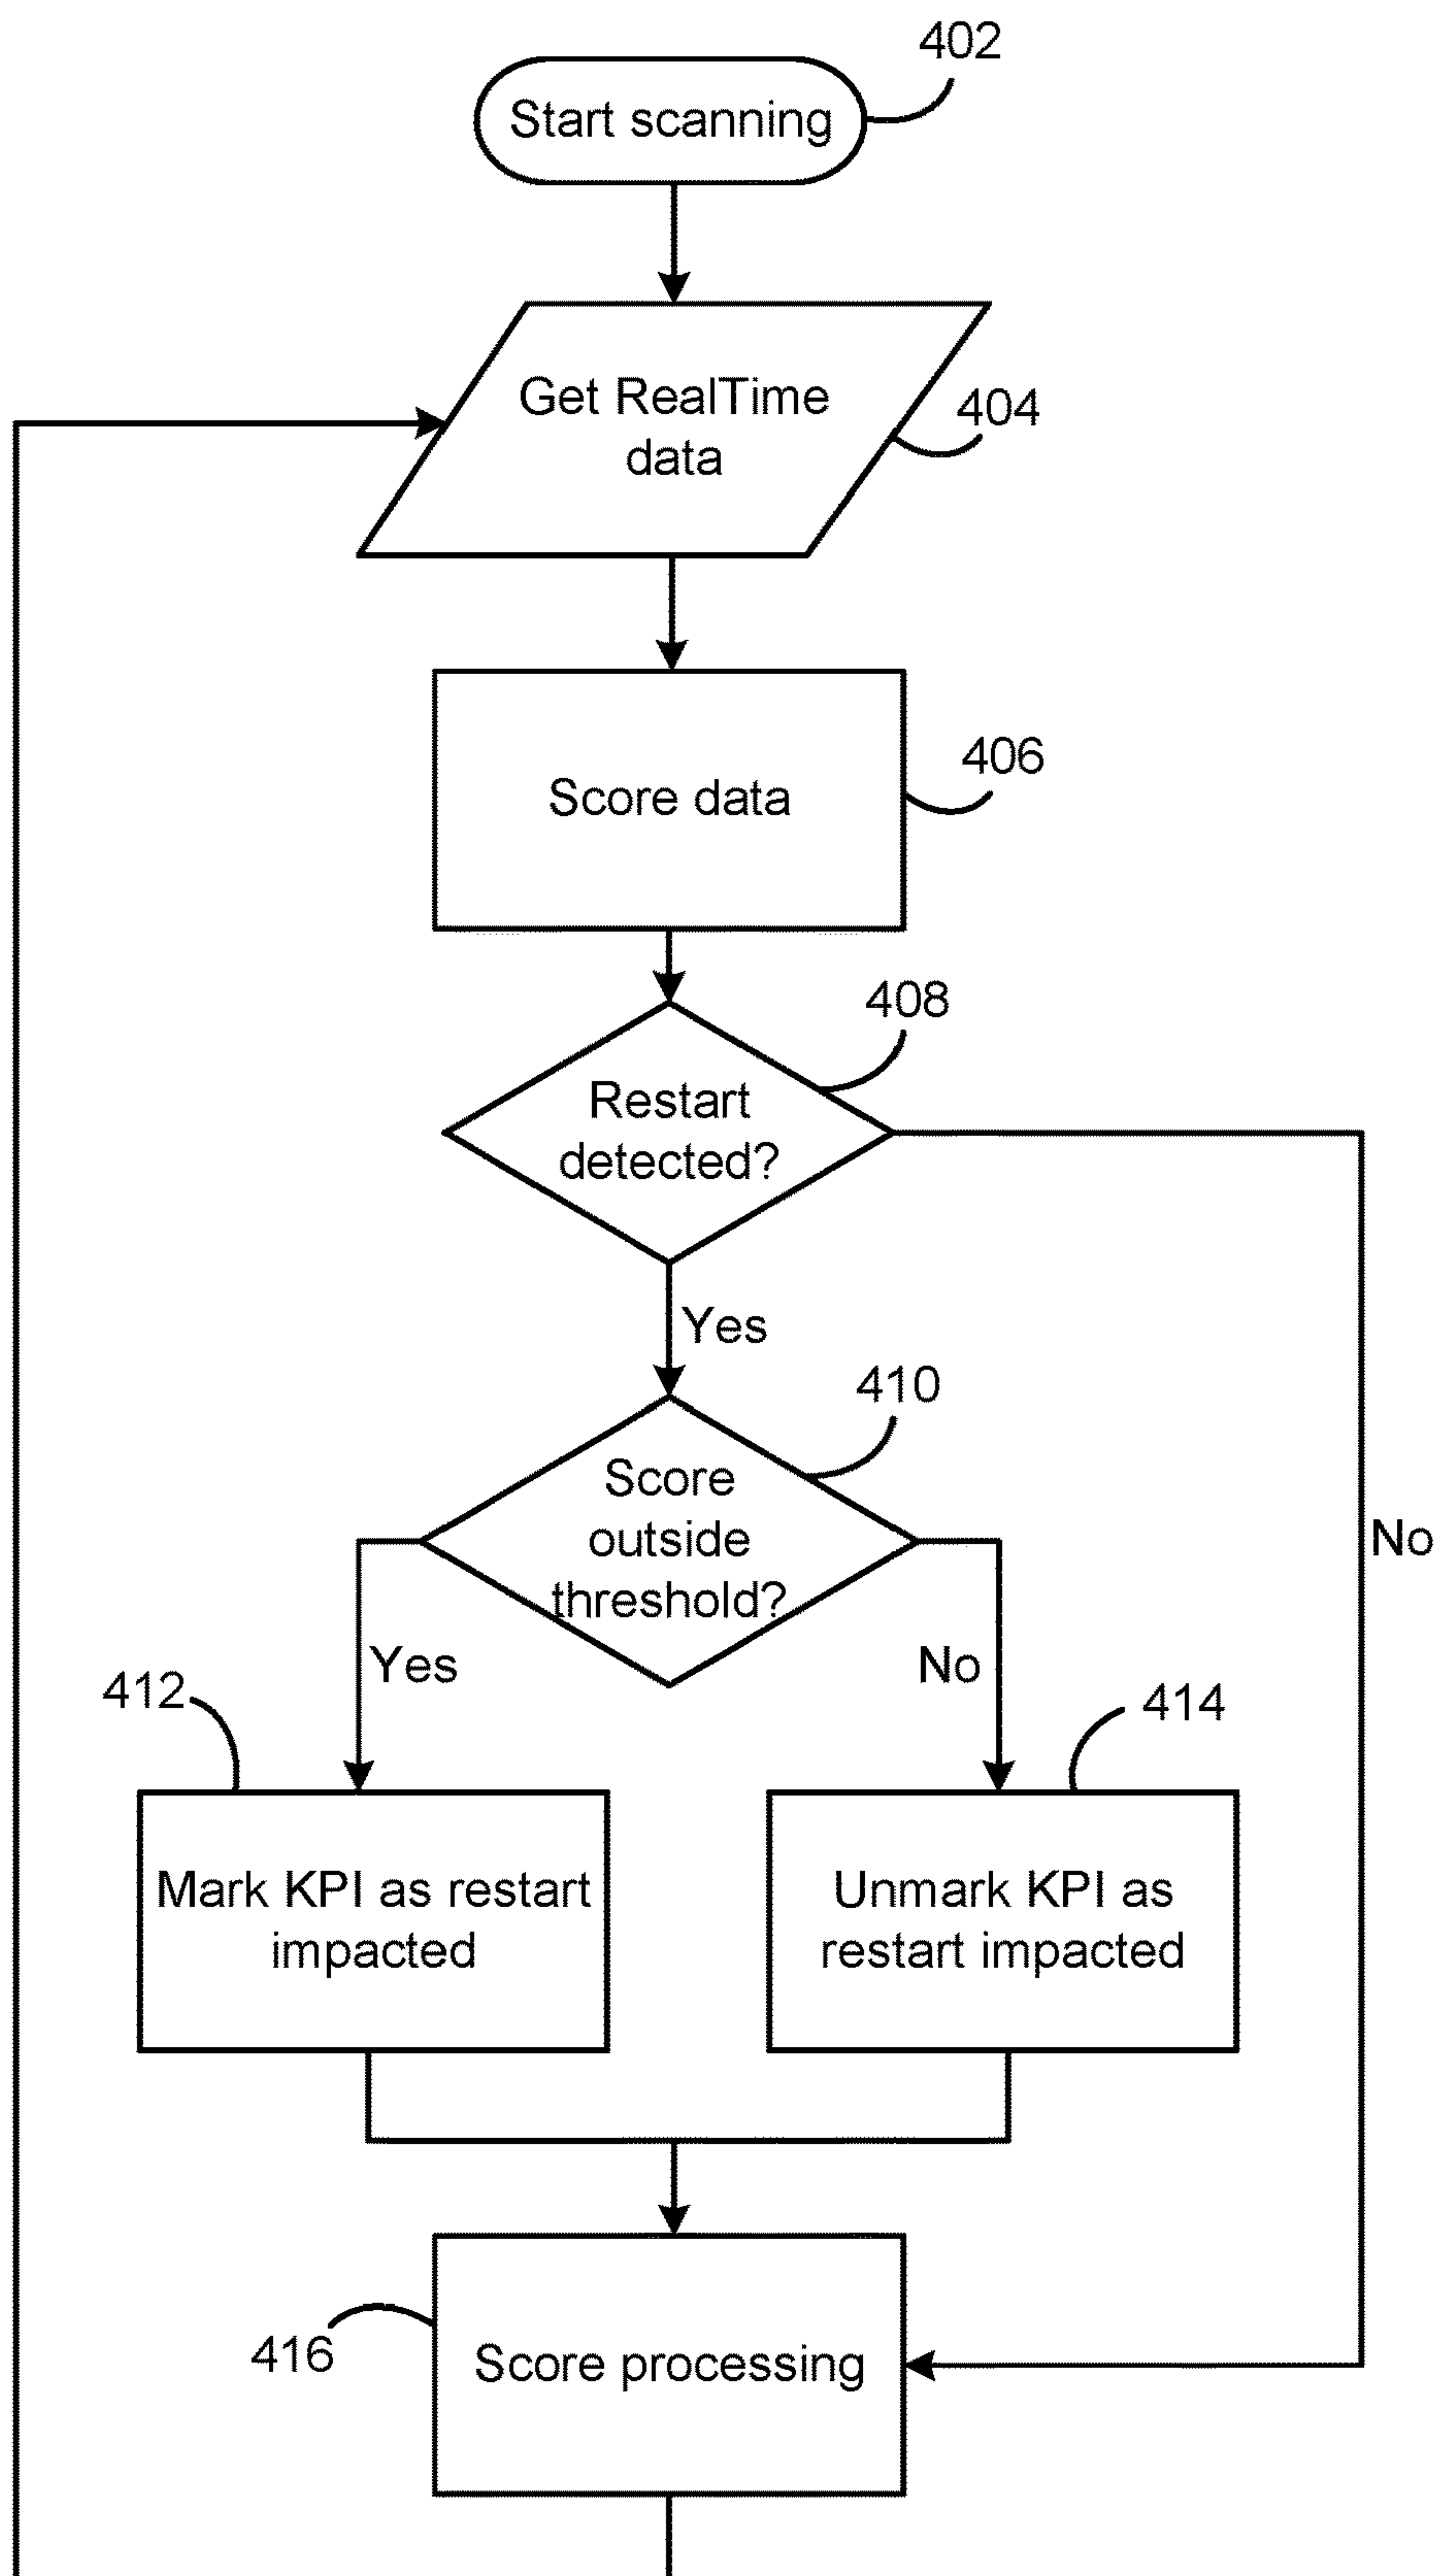 402
Start scanning
Get RealTime
data
404
406
Score data
408
Restart
detected?
Yes
410
Score
outside
threshold?
No
Yes
No
412
414
Mark KPI as restart
impacted
Unmark KPI as
restart impacted
416
Score processing